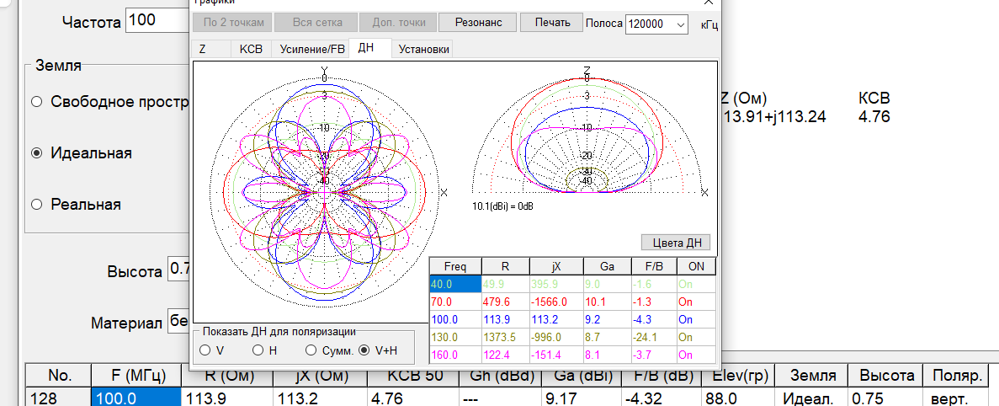 Графики
Частота 100
По 2 точкам Вся сетка Доп. точки Резонанс Печать Полоса 120000 кГц
Z КСВ Усиление/FB ДН Установки
Земля
Свободное простр
Идеальная
Реальная
Высота 0.7
Материал бе
Y
0
-3
-10
-20
-30
-40
X
Z
0
-3
-10
-20
-30
-40
X
10.1(dBi) = 0dB
Цвета ДН
Z (Ом) КСВ
13.91+j113.24 4.76
Freq R jX Ga F/B ON
40.0 49.9 395.9 9.0 -1.6 On
70.0 479.6 -1566.0 10.1 -1.3 On
100.0 113.9 113.2 9.2 -4.3 On
130.0 1373.5 -996.0 8.7 -24.1 On
160.0 122.4 -151.4 8.1 -3.7 On
Показать ДН для поляризации
V H Сумм. V+H
No. F (МГц) R (Ом) jX (Ом) КСВ 50 Gh (dBd) Ga (dBi) F/B (dB) Elev(гр) Земля Высота Поляр.
128 100.0 113.9 113.2 4.76 --- 9.17 -4.32 88.0 Идеал. 0.75 верт.